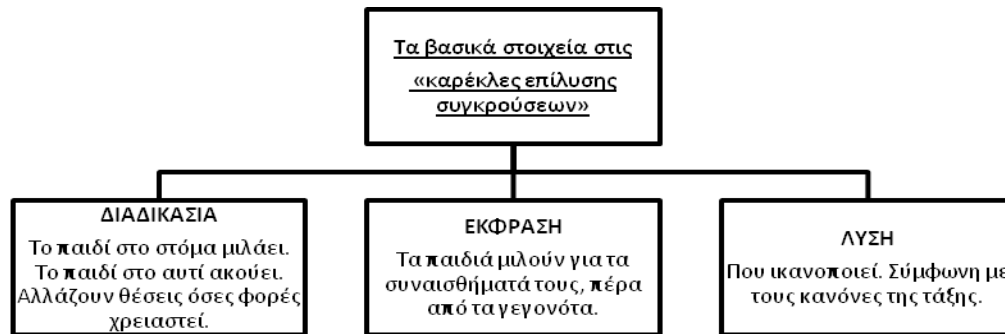 Τα βασικά στοιχεία στις
«καρέκλες επίλυσης
συγκρούσεων»
ΔΙΑΔΙΚΑΣΙΑ
Το παιδί στο στόμα μιλάει.
Το παιδί στο αυτί ακούει.
Αλλάζουν θέσεις όσες φορές
χρειαστεί.
ΕΚΦΡΑΣΗ
Τα παιδιά μιλούν για τα
συναισθήματά τους, πέρα
από τα γεγονότα.
ΛΥΣΗ
Που ικανοποιεί. Σύμφωνη με
τους κανόνες της τάξης.